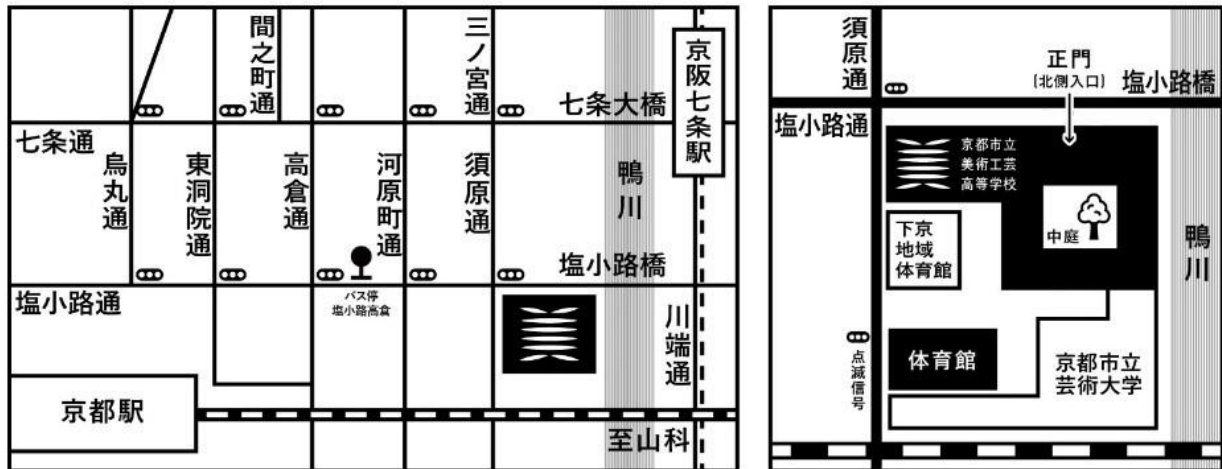 間之町通
三ノ宮通
京阪七条駅
七条大橋
七条通
烏丸通
東洞院通
高倉通
河原町通
須原通
鴨川
塩小路橋
塩小路通
バス停
塩小路高倉
川端通
京都駅
至山科
須原通
正門
(北側入口)
塩小路橋
塩小路通
京都市立
美術工芸
高等学校
中庭
下京
地域
体育館
鴨川
点滅信号
体育館
京都市立
芸術大学